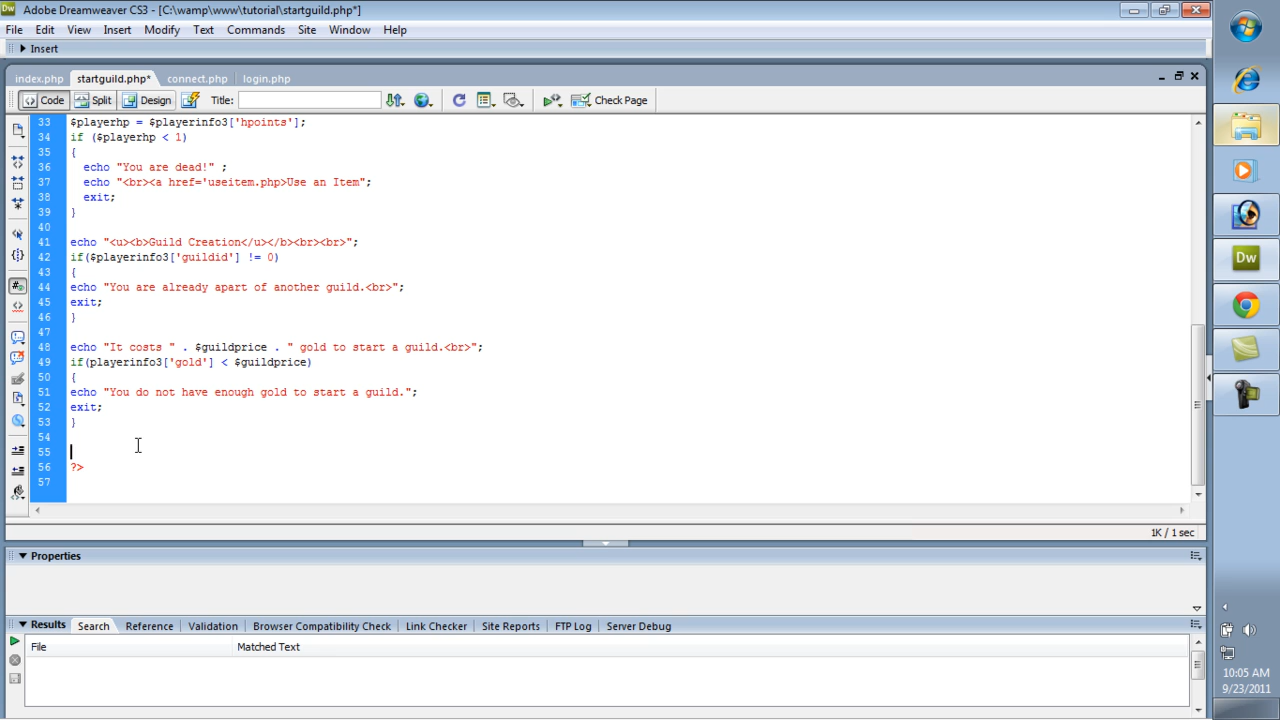 Adobe Dreamweaver CS3 - [C:\wamp\www\tutorial\startguild.php*]
File Edit View Insert Modify Text Commands Site Window Help
Insert
index.php startguild.php* connect.php login.php
Code Split Design Title: Check Page
33 $playerhp = $playerinfo3['hpoints'];
34 if ($playerhp < 1)
35 {
36 echo "You are dead!" ;
37 echo "<br><a href='useitem.php>Use an Item";
38 exit;
39 }
40
41 echo "<u><b>Guild Creation</u></b><br><br>";
42 if($playerinfo3['guildid'] != 0)
43 {
44 echo "You are already apart of another guild.<br>";
45 exit;
46 }
47
48 echo "It costs " . $guildprice . " gold to start a guild.<br>";
49 if(playerinfo3['gold'] < $guildprice)
50 {
51 echo "You do not have enough gold to start a guild.";
52 exit;
53 }
54
55
56 ?>
57
1K / 1 sec
Properties
Results Search Reference Validation Browser Compatibility Check Link Checker Site Reports FTP Log Server Debug
File Matched Text
Dw
Dw
10:05 AM
9/23/2011